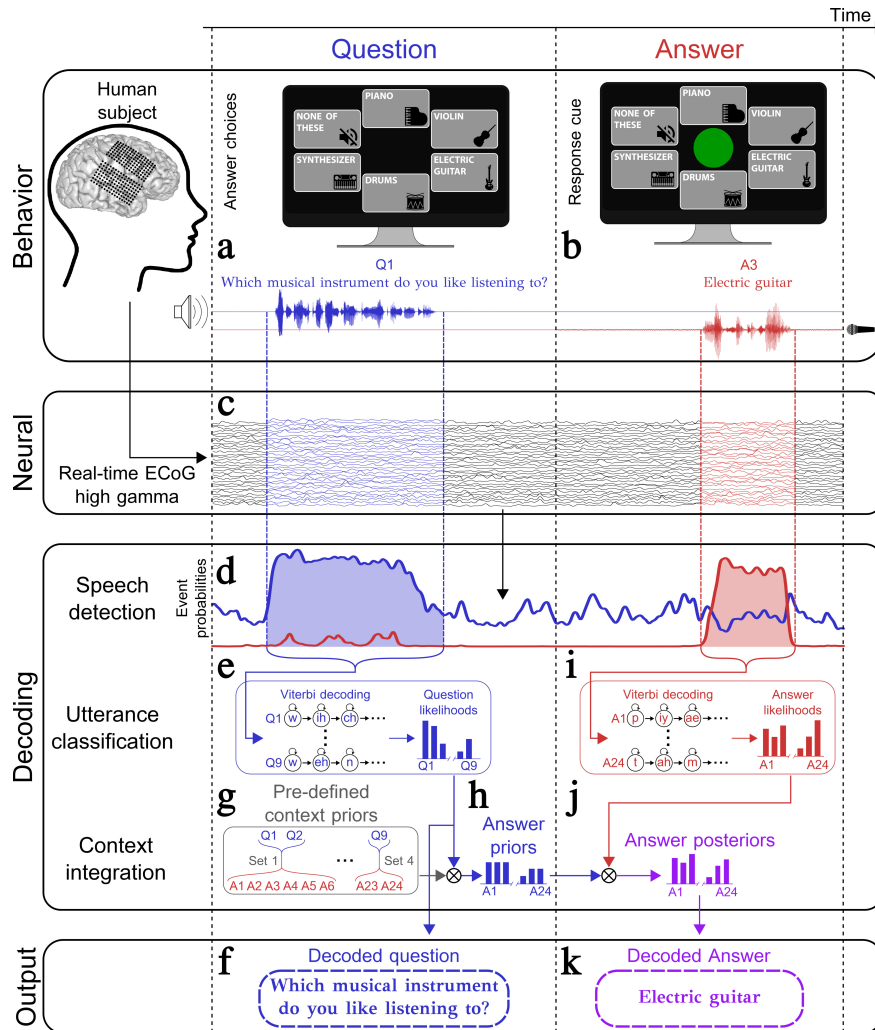 Time
Question
Answer
Behavior
Human
subject
Answer choices
PIANO
NONE OF
THESE
VIOLIN
SYNTHESIZER
ELECTRIC
GUITAR
DRUMS
Response cue
PIANO
NONE OF
THESE
VIOLIN
SYNTHESIZER
ELECTRIC
GUITAR
DRUMS
a
b
Q1
Which musical instrument do you like listening to?
A3
Electric guitar
Neural
c
Real-time ECoG
high gamma
Decoding
Speech
detection
d
Event
probabilities
e
i
Utterance
classification
Viterbi decoding
Q1 w ih ch
Q9 w eh n
Question
likelihoods
Q1 Q9
Viterbi decoding
A1 p iy ae
A24 t ah m
Answer
likelihoods
A1 A24
Context
integration
g
Pre-defined
context priors
Q1 Q2 Q9
Set 1 Set 4
A1 A2 A3 A4 A5 A6 A23 A24
h
Answer
priors
A1 A24
j
Answer posteriors
A1 A24
Output
f
Decoded question
Which musical instrument
do you like listening to?
k
Decoded Answer
Electric guitar